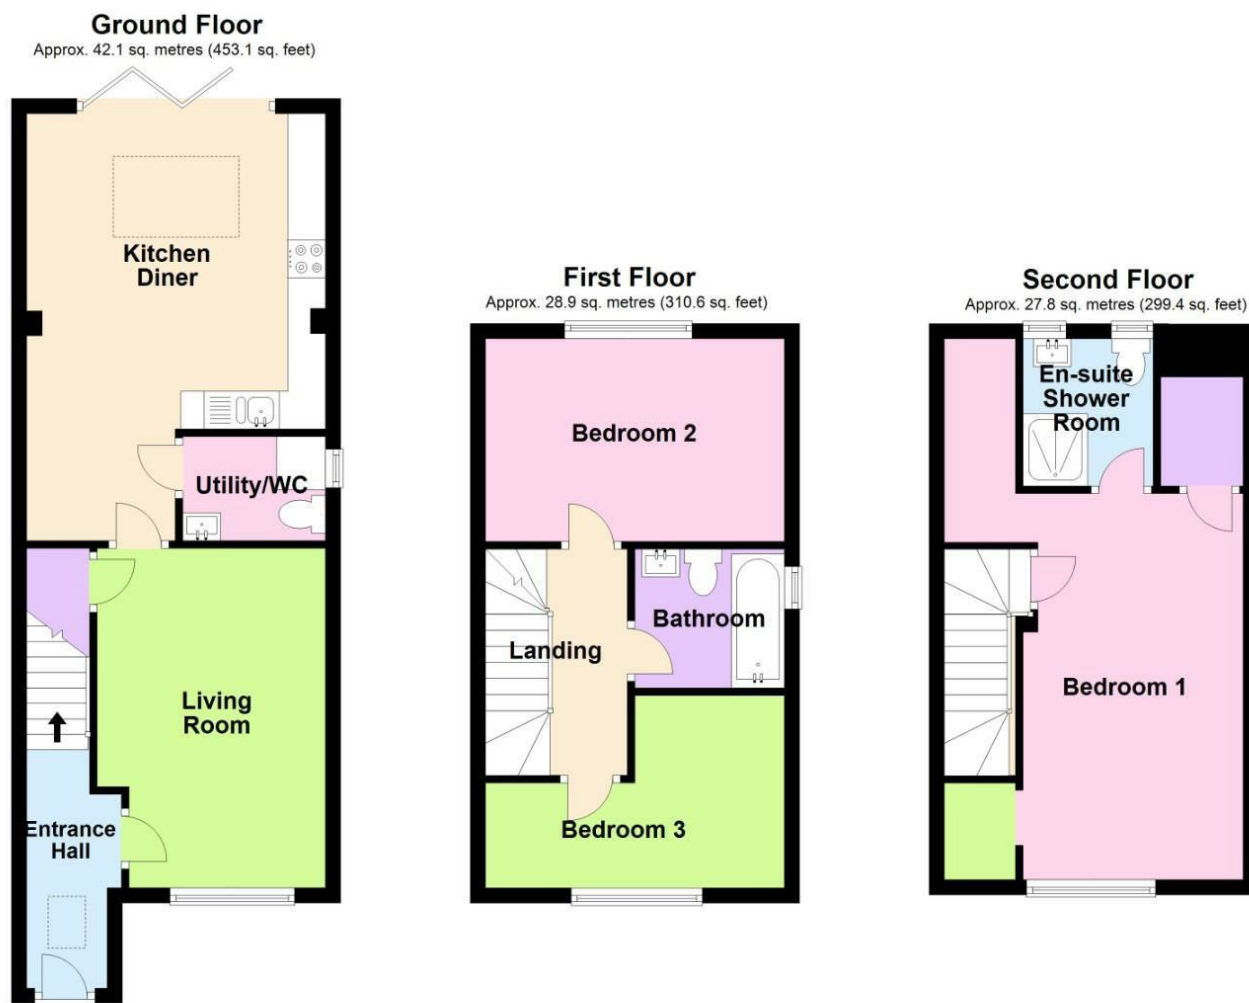 Ground Floor
Approx. 42.1 sq. metres (453.1 sq. feet)
Kitchen
Diner
Utility/WC
Living
Room
Entrance
Hall
First Floor
Approx. 28.9 sq. metres (310.6 sq. feet)
Bedroom 2
Bathroom
Landing
Bedroom 3
Second Floor
Approx. 27.8 sq. metres (299.4 sq. feet)
En-suite
Shower
Room
Bedroom 1